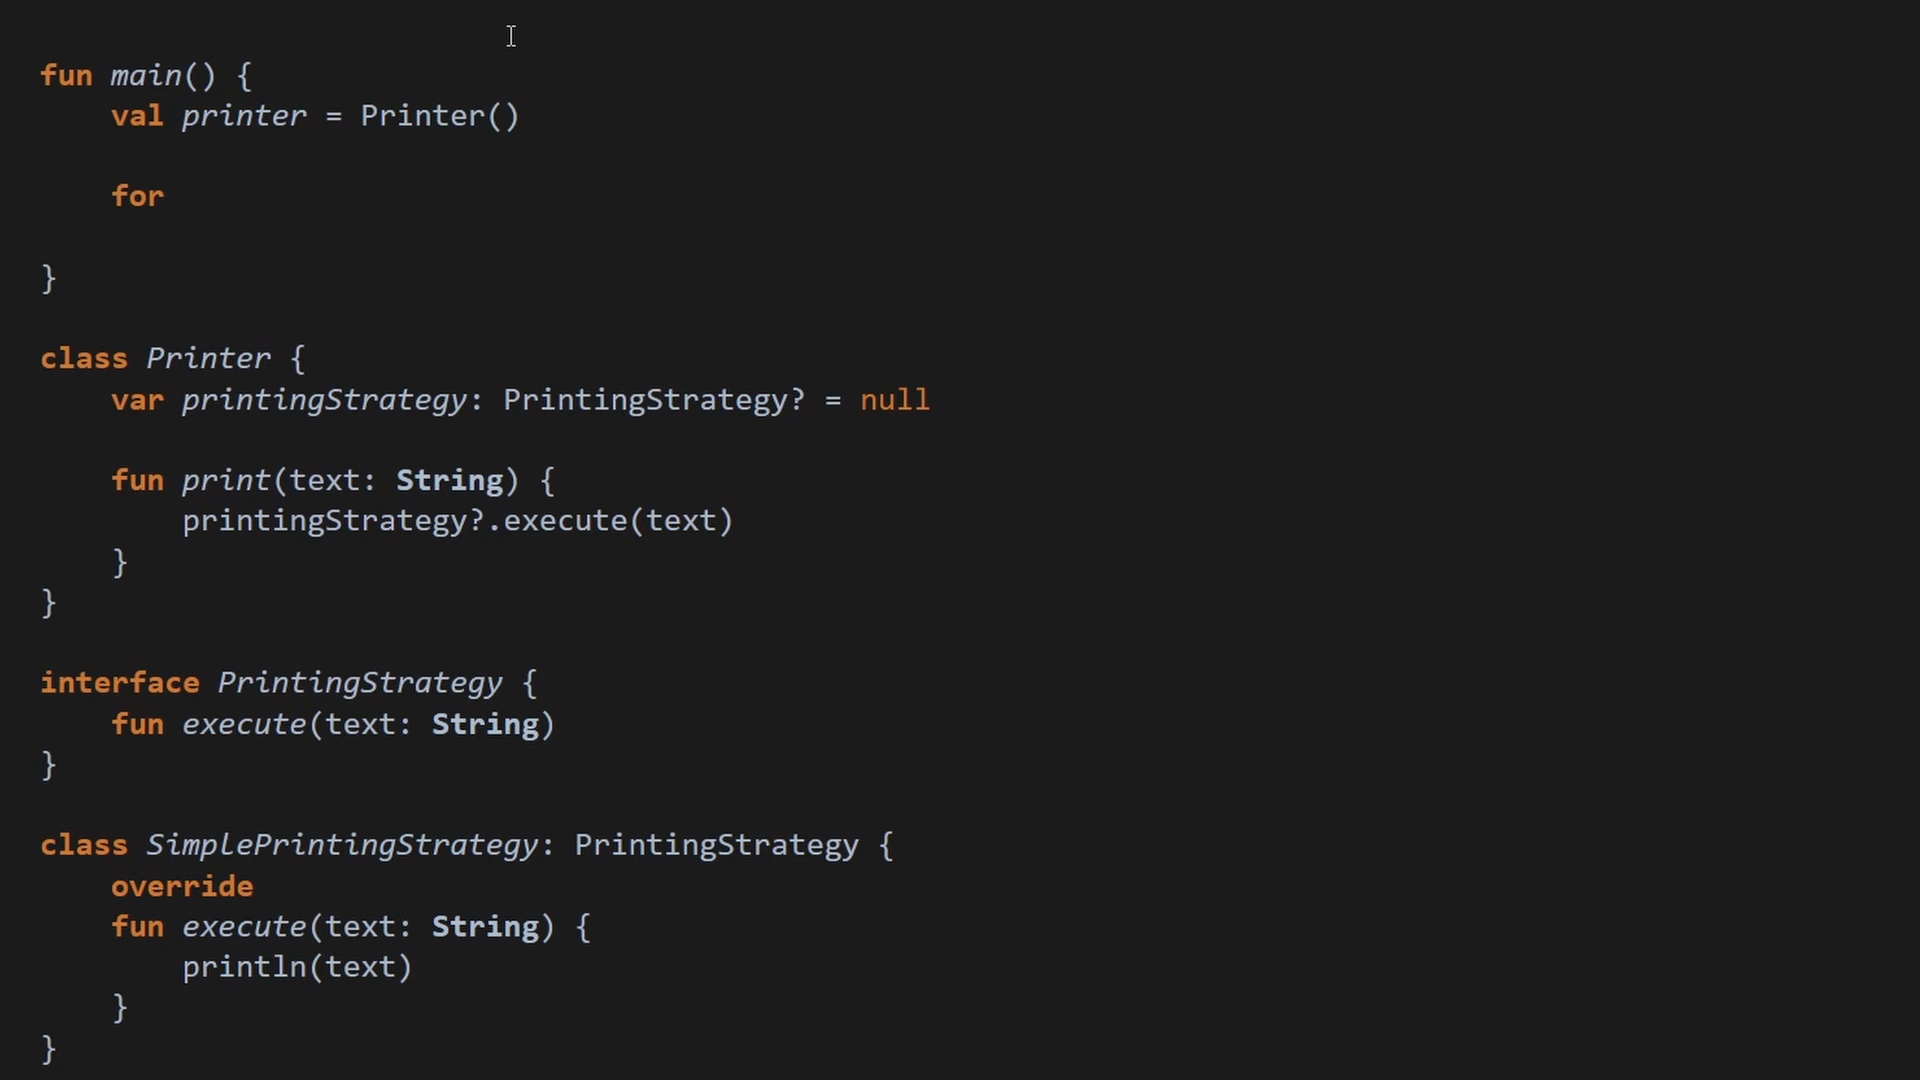 fun main() {
    val printer = Printer()
    for
}
class Printer {
    var printingStrategy: PrintingStrategy? = null
    fun print(text: String) {
        printingStrategy?.execute(text)
    }
}
interface PrintingStrategy {
    fun execute(text: String)
}
class SimplePrintingStrategy: PrintingStrategy {
    override
    fun execute(text: String) {
        println(text)
    }
}